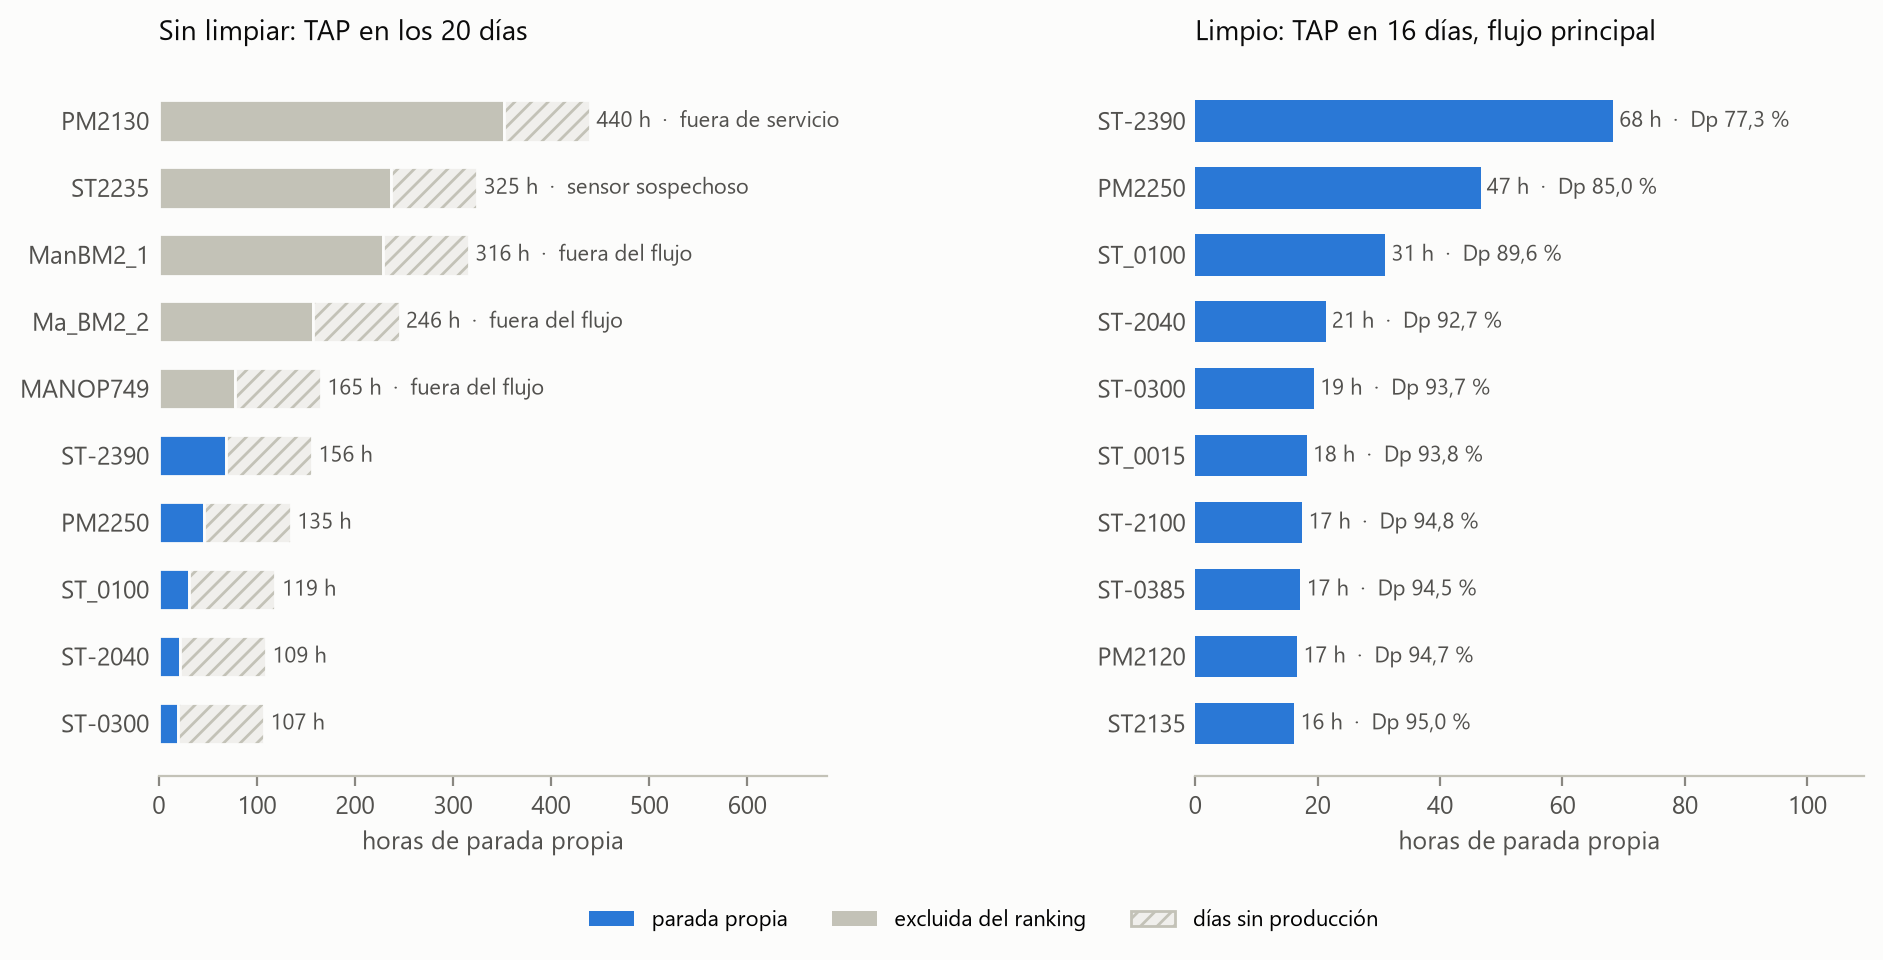 Sin limpiar: TAP en los 20 días
PM2130 440 h · fuera de servicio
ST2235 325 h · sensor sospechoso
ManBM2_1 316 h · fuera del flujo
Ma_BM2_2 246 h · fuera del flujo
MANOP749 165 h · fuera del flujo
ST-2390 156 h
PM2250 135 h
ST_0100 119 h
ST-2040 109 h
ST-0300 107 h
0 100 200 300 400 500 600
horas de parada propia
Limpio: TAP en 16 días, flujo principal
ST-2390 68 h · Dp 77,3 %
PM2250 47 h · Dp 85,0 %
ST_0100 31 h · Dp 89,6 %
ST-2040 21 h · Dp 92,7 %
ST-0300 19 h · Dp 93,7 %
ST_0015 18 h · Dp 93,8 %
ST-2100 17 h · Dp 94,8 %
ST-0385 17 h · Dp 94,5 %
PM2120 17 h · Dp 94,7 %
ST2135 16 h · Dp 95,0 %
0 20 40 60 80 100
horas de parada propia
parada propia excluida del ranking días sin producción